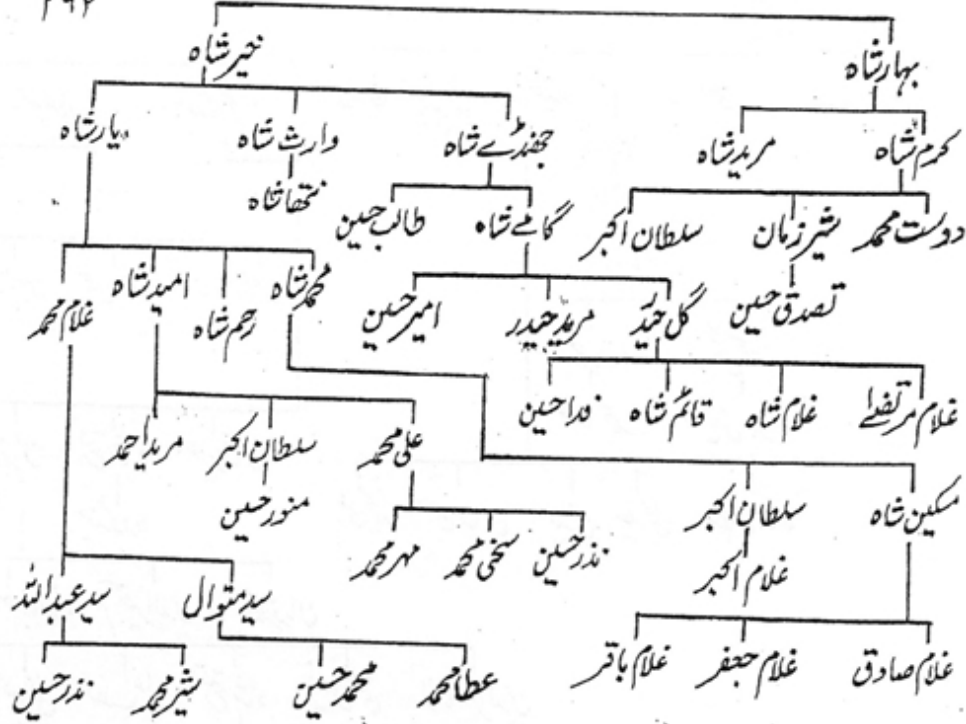 ۲۹۲
بہار شاہ
خیر شاہ
کرم شاہ
مرید شاہ
جھنڈے شاہ
وارث شاہ
یار شاہ
دوست محمد
شیر زمان
سلطان اکبر
گامے شاہ
طالب حسین
نتھا شاہ
تصدق حسین
گل حیدر
مرید حیدر
امیر حسین
محمد شاہ
رحم شاہ
امید شاہ
غلام محمد
غلام مرتضے
غلام شاہ
قائم شاہ
فدا حسین
علی محمد
سلطان اکبر
مرید احمد
مسکین شاہ
سلطان اکبر
منور حسین
غلام اکبر
نذر حسین
سخی محمد
مہر محمد
سید متوال
سید عبداللہ
غلام صادق
غلام جعفر
غلام باقر
عطا محمد
محمد حسین
بشیر محمد
نذر حسین